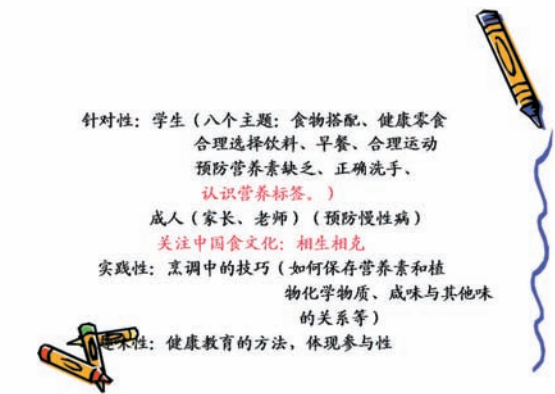 针对性：学生（八个主题：食物搭配、健康零食
合理选择饮料、早餐、合理运动
预防营养素缺乏、正确洗手、
认识营养标签。）
成人（家长、老师）（预防慢性病）
关注中国食文化：相生相克
实践性：烹调中的技巧（如何保存营养素和植
物化学物质、咸味与其他味
的关系等）
味性：健康教育的方法，体现参与性